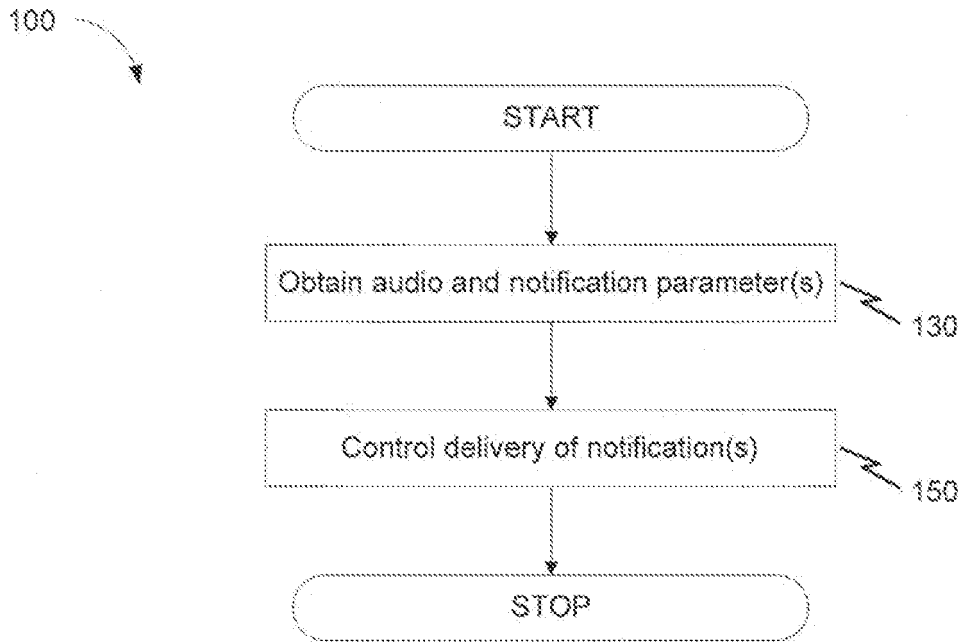 100
START
Obtain audio and notification parameter(s)
130
Control delivery of notification(s)
150
STOP